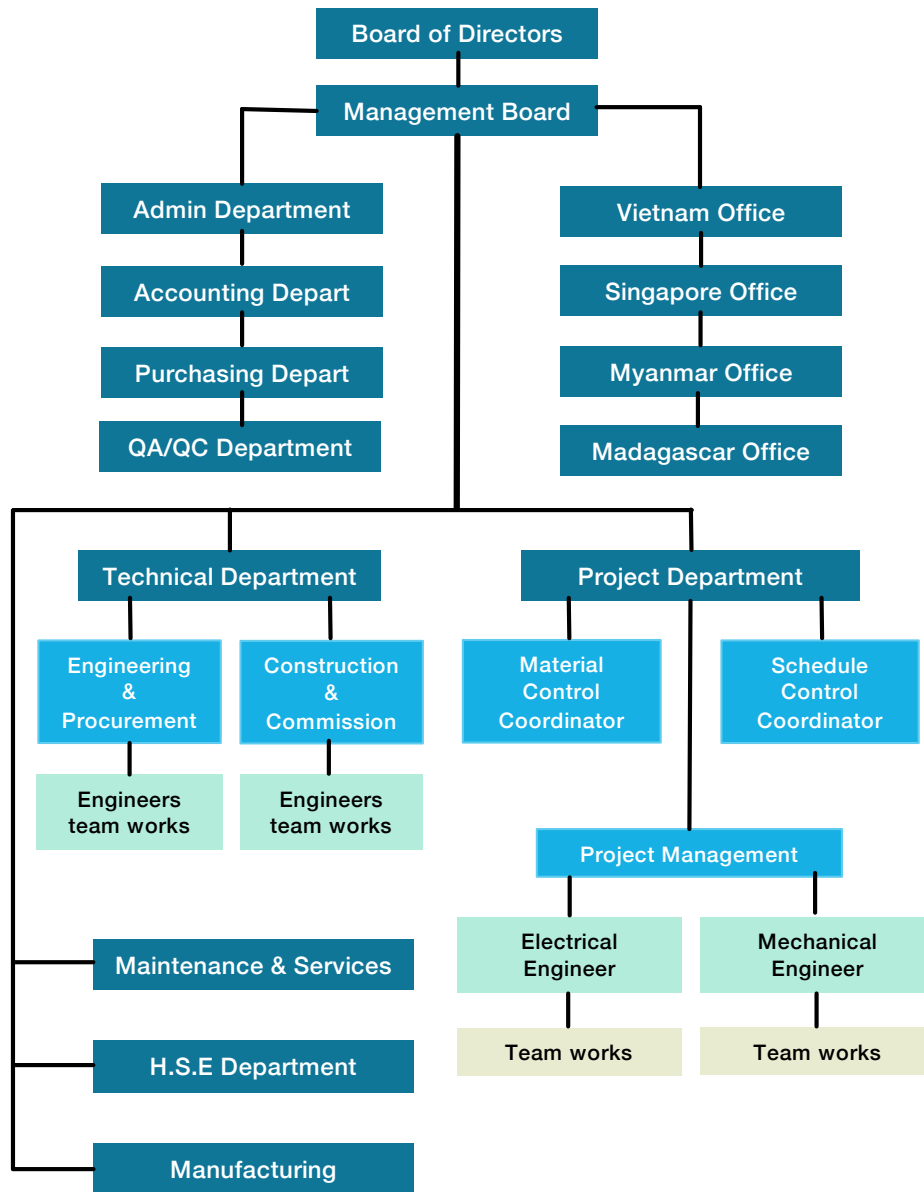 Board of Directors
Management Board
Admin Department
Accounting Depart
Purchasing Depart
QA/QC Department
Vietnam Office
Singapore Office
Myanmar Office
Madagascar Office
Technical Department
Engineering
&
Procurement
Construction
&
Commission
Engineers
team works
Engineers
team works
Project Department
Material
Control
Coordinator
Schedule
Control
Coordinator
Project Management
Electrical
Engineer
Mechanical
Engineer
Team works
Team works
Maintenance & Services
H.S.E Department
Manufacturing